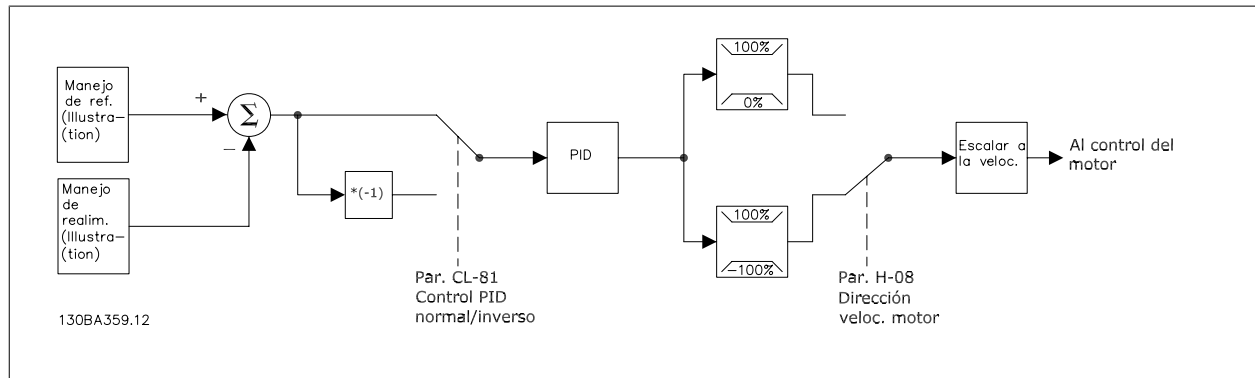 Manejo
de ref.
(Illustra—
(tion)
+
Σ
—
Manejo
de
realim.
(Illustra—
(tion)
*(-1)
Par. CL-81
Control PID
normal/inverso
PID
100%
0%
100%
-100%
Par. H-08
Dirección
veloc. motor
Escalar a
la veloc.
Al control del
motor
130BA359.12